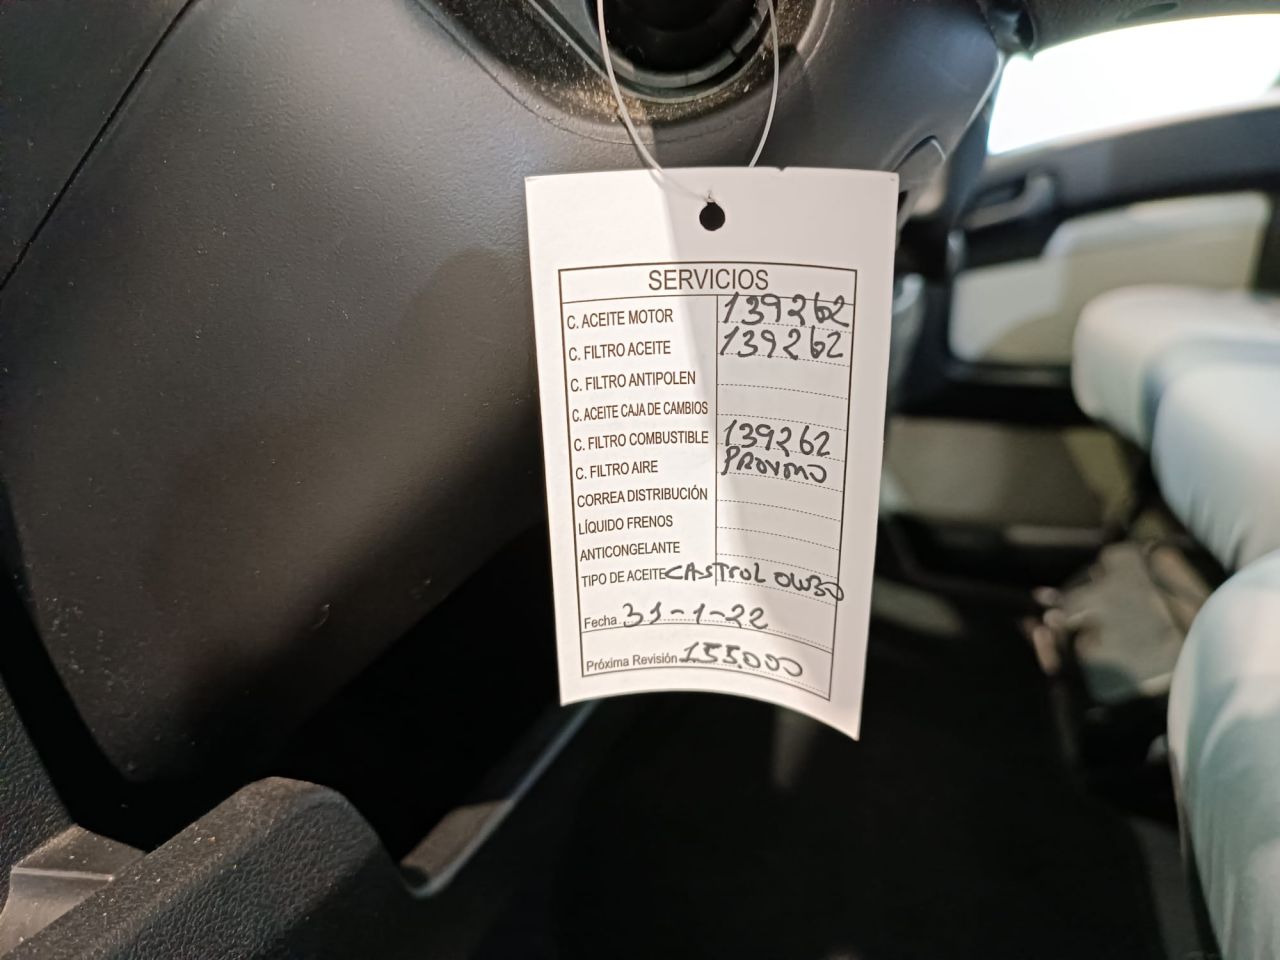 SERVICIOS
C. ACEITE MOTOR 139262
C. FILTRO ACEITE 139262
C. FILTRO ANTIPOLEN
C. ACEITE CAJA DE CAMBIOS
C. FILTRO COMBUSTIBLE 139262
C. FILTRO AIRE
CORREA DISTRIBUCIÓN
LÍQUIDO FRENOS
ANTICONGELANTE
TIPO DE ACEITE CASTROL 0W30
Fecha 31-1-22
Próxima Revisión 155.000